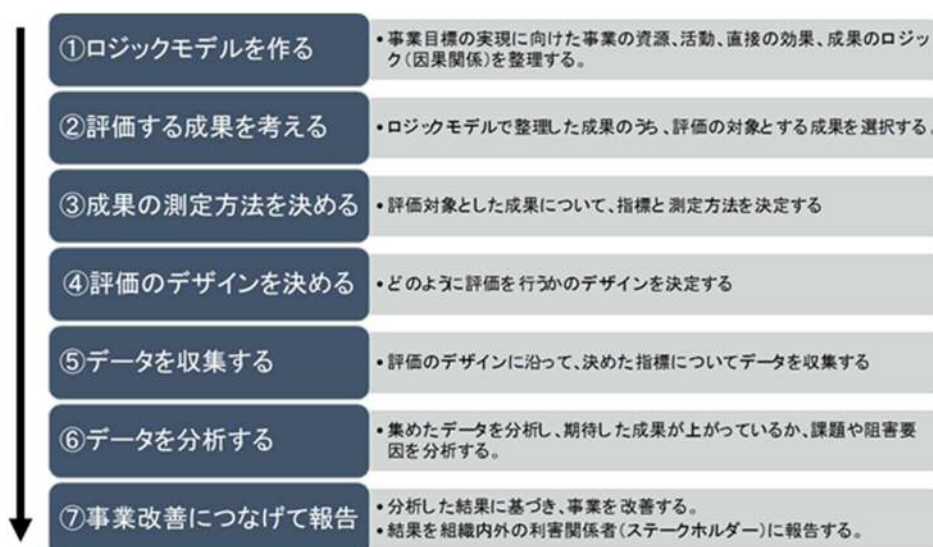 ①ロジックモデルを作る
•事業目標の実現に向けた事業の資源、活動、直接の効果、成果のロジッ
ク(因果関係)を整理する。
②評価する成果を考える
•ロジックモデルで整理した成果のうち、評価の対象とする成果を選択する。
③成果の測定方法を決める
•評価対象とした成果について、指標と測定方法を決定する
④評価のデザインを決める
•どのように評価を行うかのデザインを決定する
⑤データを収集する
•評価のデザインに沿って、決めた指標についてデータを収集する
⑥データを分析する
•集めたデータを分析し、期待した成果が上がっているか、課題や阻害要
因を分析する。
⑦事業改善につなげて報告
•分析した結果に基づき、事業を改善する。
•結果を組織内外の利害関係者(ステークホルダー)に報告する。